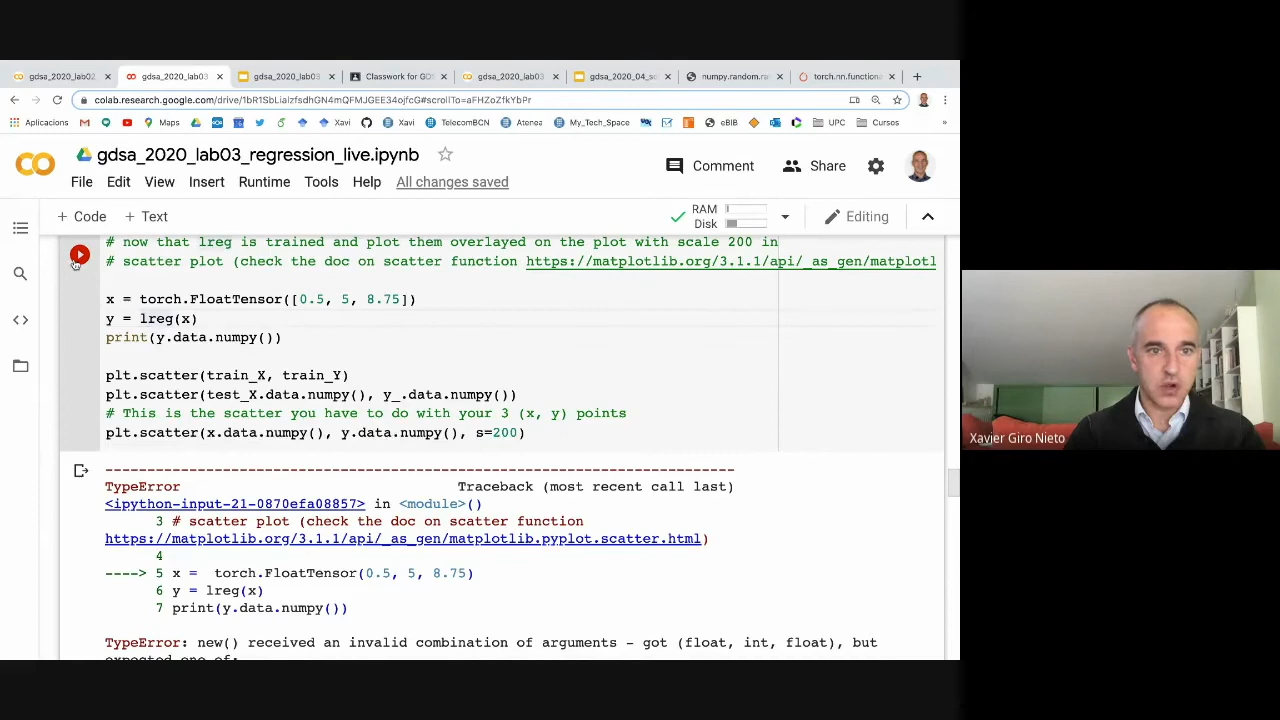 gdsa_2020_lab02
gdsa_2020_lab03
gdsa_2020_lab03
Classwork for GD
gdsa_2020_lab03
gdsa_2020_04_so
numpy.random.ra
torch.nn.functiona
colab.research.google.com/drive/1bR1SbLialzfsdhGN4mQFMJGEE34ojfcG#scrollTo=aFHZoZfkYbPr
Aplicacions
Maps
Xavi
Xavi
TelecomBCN
Atenea
My_Tech_Space
eBIB
UPC
Cursos
»
gdsa_2020_lab03_regression_live.ipynb
Comment
Share
File Edit View Insert Runtime Tools Help All changes saved
+ Code + Text
RAM
Disk
Editing
# now that lreg is trained and plot them overlayed on the plot with scale 200 in
# scatter plot (check the doc on scatter function https://matplotlib.org/3.1.1/api/_as_gen/matplotl
x = torch.FloatTensor([0.5, 5, 8.75])
y = lreg(x)
print(y.data.numpy())
plt.scatter(train_X, train_Y)
plt.scatter(test_X.data.numpy(), y_.data.numpy())
# This is the scatter you have to do with your 3 (x, y) points
plt.scatter(x.data.numpy(), y.data.numpy(), s=200)
---------------------------------------------------------------------------
TypeError Traceback (most recent call last)
<ipython-input-21-0870efa08857> in <module>()
3 # scatter plot (check the doc on scatter function
https://matplotlib.org/3.1.1/api/_as_gen/matplotlib.pyplot.scatter.html)
4
----> 5 x = torch.FloatTensor(0.5, 5, 8.75)
6 y = lreg(x)
7 print(y.data.numpy())
TypeError: new() received an invalid combination of arguments - got (float, int, float), but
expected one of:
Xavier Giro Nieto